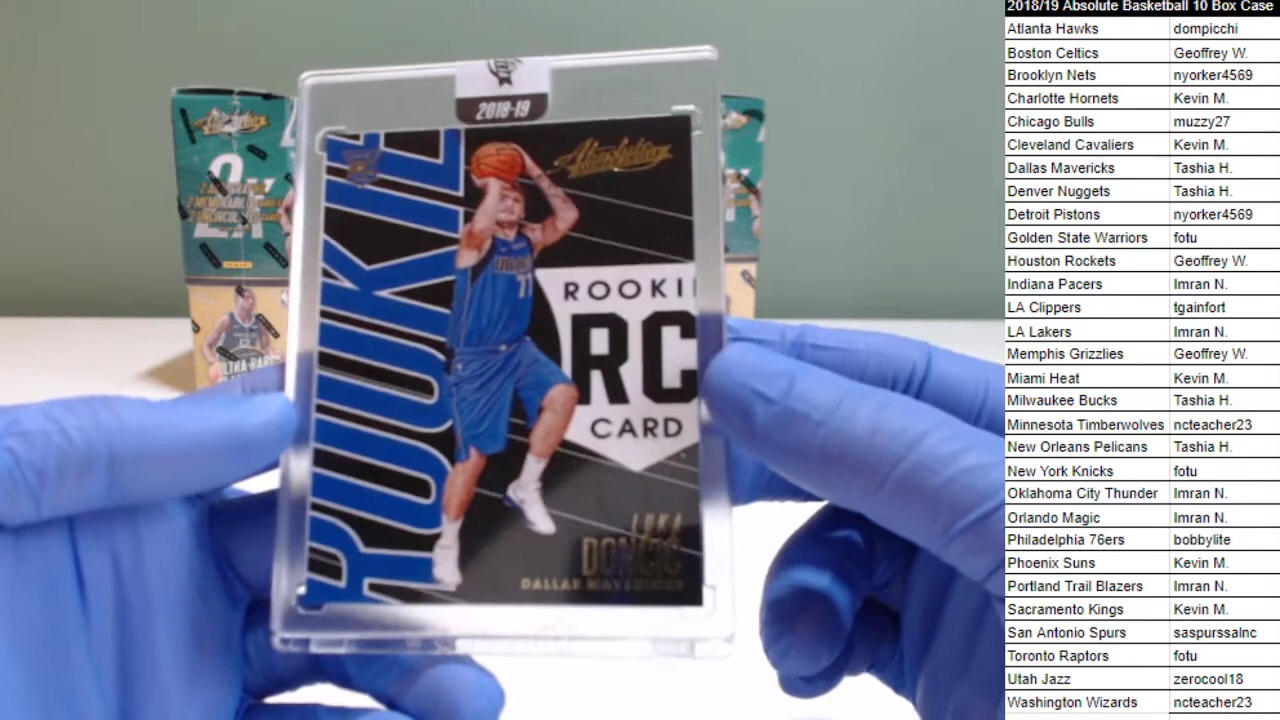 2018/19 Absolute Basketball 10 Box Case
Atlanta Hawks dompicchi
Boston Celtics Geoffrey W.
Brooklyn Nets nyorker4569
Charlotte Hornets Kevin M.
Chicago Bulls muzzy27
Cleveland Cavaliers Kevin M.
Dallas Mavericks Tashia H.
Denver Nuggets Tashia H.
Detroit Pistons nyorker4569
Golden State Warriors fotu
Houston Rockets Geoffrey W.
Indiana Pacers Imran N.
LA Clippers tgainfort
LA Lakers Imran N.
Memphis Grizzlies Geoffrey W.
Miami Heat Kevin M.
Milwaukee Bucks Tashia H.
Minnesota Timberwolves ncteacher23
New Orleans Pelicans Tashia H.
New York Knicks fotu
Oklahoma City Thunder Imran N.
Orlando Magic Imran N.
Philadelphia 76ers bobbylite
Phoenix Suns Kevin M.
Portland Trail Blazers Imran N.
Sacramento Kings Kevin M.
San Antonio Spurs saspurssalnc
Toronto Raptors fotu
Utah Jazz zerocool18
Washington Wizards ncteacher23
2018-19
Absolute
ROOKIE
77
ROOKI
RC
CARD
LUKA
DONCIC
DALLAS MAVERICKS